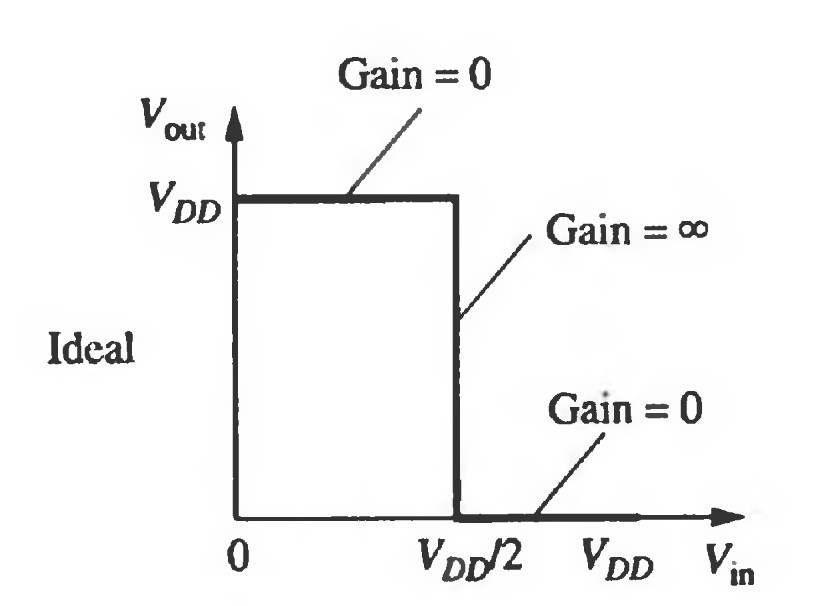 Gain = 0
V_out
V_DD
Gain = ∞
Ideal
Gain = 0
0 V_DD/2 V_DD V_in